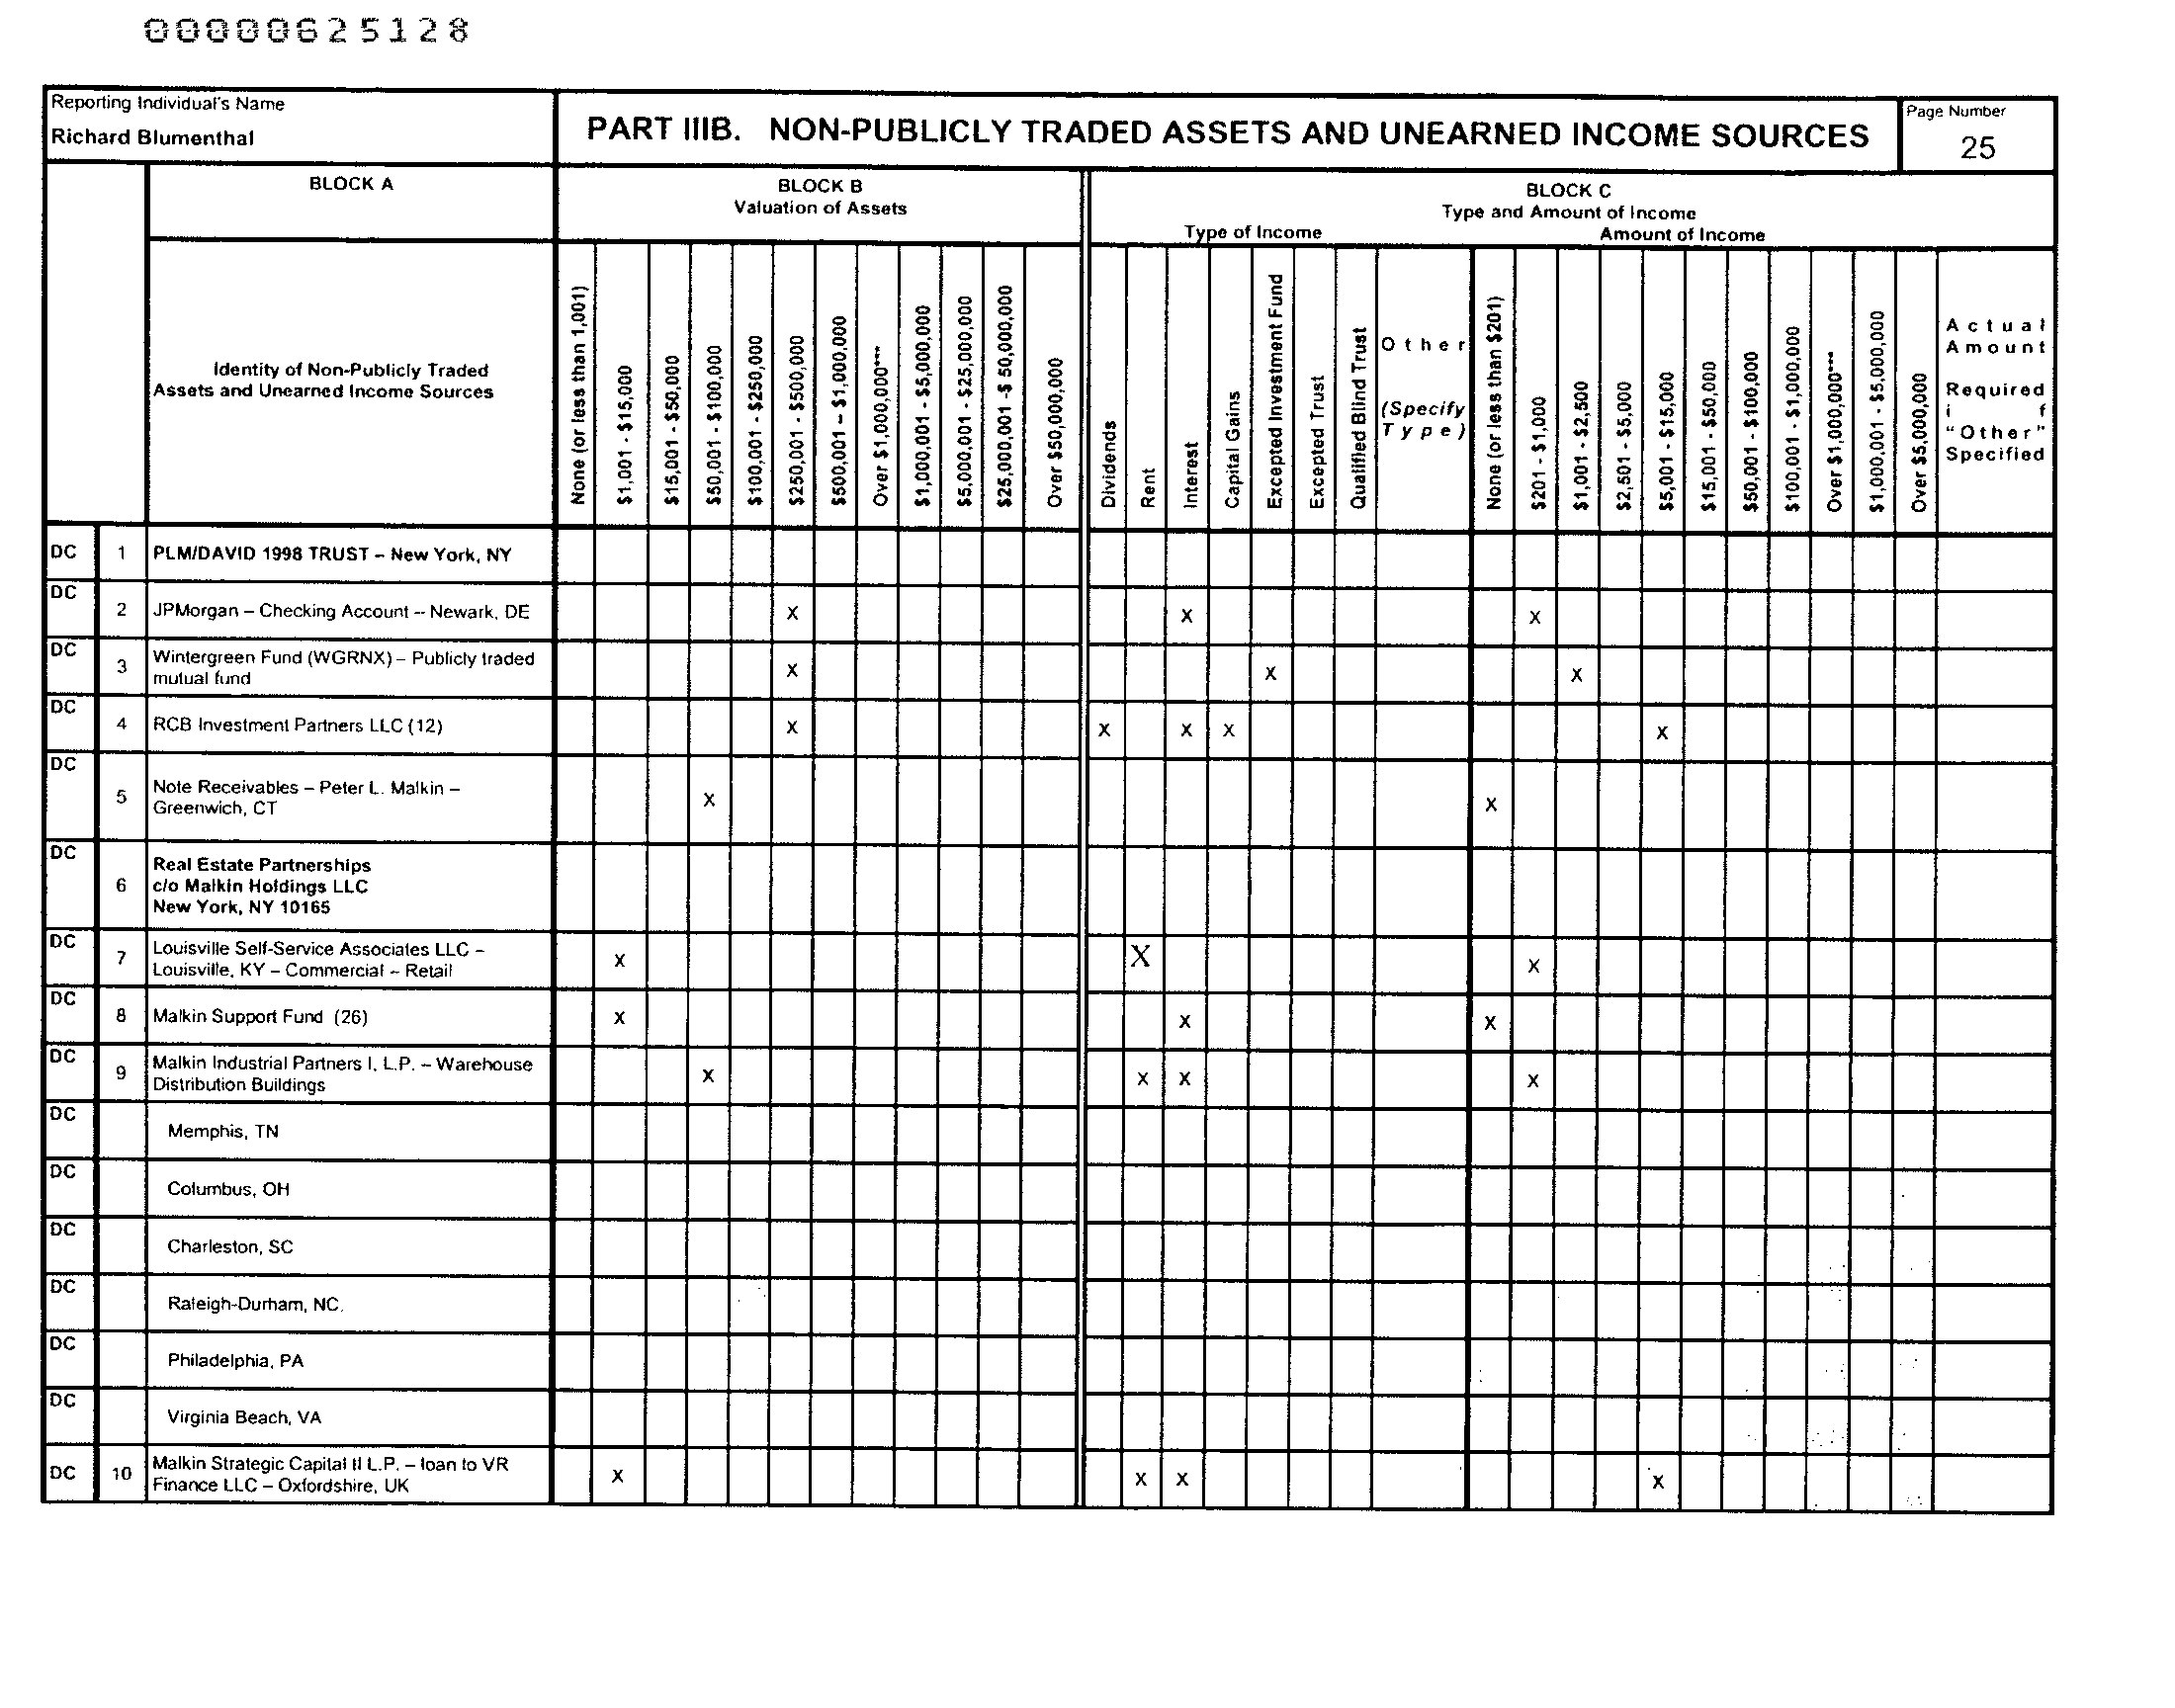 00000625128
Reporting Individual's Name
Richard Blumenthal
PART IIIB. NON-PUBLICLY TRADED ASSETS AND UNEARNED INCOME SOURCES
Page Number
25
BLOCK A
BLOCK B
Valuation of Assets
BLOCK C
Type and Amount of Income
Type of Income
Amount of Income
Identity of Non-Publicly Traded
Assets and Unearned Income Sources
None (or less than 1,001)
$1,001 - $15,000
$15,001 - $50,000
$50,001 - $100,000
$100,001 - $250,000
$250,001 - $500,000
$500,001 – $1,000,000
Over $1,000,000***
$1,000,001 - $5,000,000
$5,000,001 - $25,000,000
$25,000,001 -$ 50,000,000
Over $50,000,000
Dividends
Rent
Interest
Capital Gains
Excepted Investment Fund
Excepted Trust
Qualified Blind Trust
Other
(Specify
Type)
None (or less than $201)
$201 - $1,000
$1,001 - $2,500
$2,501 - $5,000
$5,001 - $15,000
$15,001 - $50,000
$50,001 - $100,000
$100,001 - $1,000,000
Over $1,000,000***
$1,000,001 - $5,000,000
Over $5,000,000
Actual
Amount
Required
if
"Other"
Specified
DC 1 PLM/DAVID 1998 TRUST – New York, NY
DC 2 JPMorgan – Checking Account -- Newark, DE X X X
DC 3 Wintergreen Fund (WGRNX) – Publicly traded
mutual fund X X X
DC 4 RCB Investment Partners LLC (12) X X X X X
DC 5 Note Receivables – Peter L. Malkin –
Greenwich, CT X X
DC 6 Real Estate Partnerships
c/o Malkin Holdings LLC
New York, NY 10165
DC 7 Louisville Self-Service Associates LLC –
Louisville, KY – Commercial – Retail X X X
DC 8 Malkin Support Fund (26) X X X
DC 9 Malkin Industrial Partners I, L.P. – Warehouse
Distribution Buildings X X X X
DC Memphis, TN
DC Columbus, OH
DC Charleston, SC
DC Raleigh-Durham, NC
DC Philadelphia, PA
DC Virginia Beach, VA
DC 10 Malkin Strategic Capital II L.P. – loan to VR
Finance LLC – Oxfordshire, UK X X X X